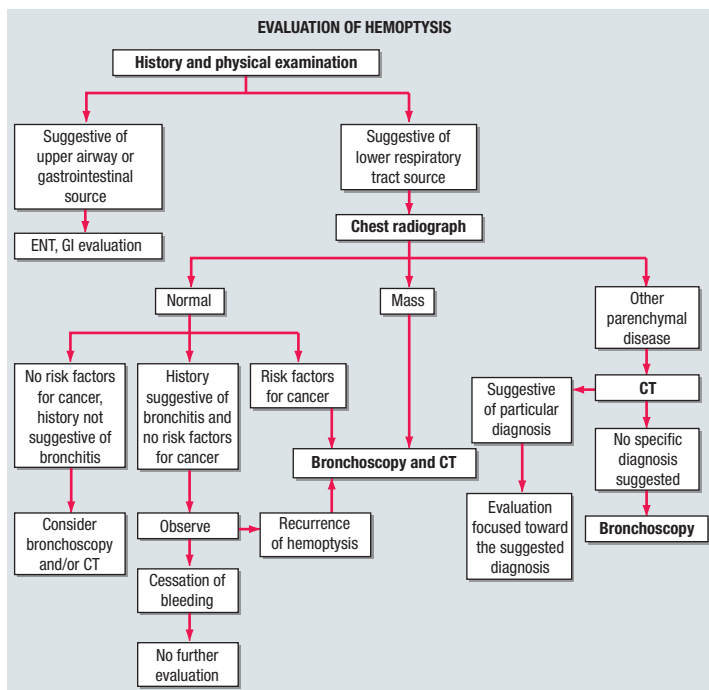 EVALUATION OF HEMOPTYSIS
History and physical examination
Suggestive of
upper airway or
gastrointestinal
source
Suggestive of
lower respiratory
tract source
ENT, GI evaluation
Chest radiograph
Normal
Mass
Other
parenchymal
disease
No risk factors
for cancer,
history not
suggestive of
bronchitis
History
suggestive of
bronchitis and
no risk factors
for cancer
Risk factors
for cancer
Suggestive
of particular
diagnosis
CT
No specific
diagnosis
suggested
Bronchoscopy and CT
Consider
bronchoscopy
and/or CT
Observe
Recurrence
of hemoptysis
Evaluation
focused toward
the suggested
diagnosis
Bronchoscopy
Cessation of
bleeding
No further
evaluation